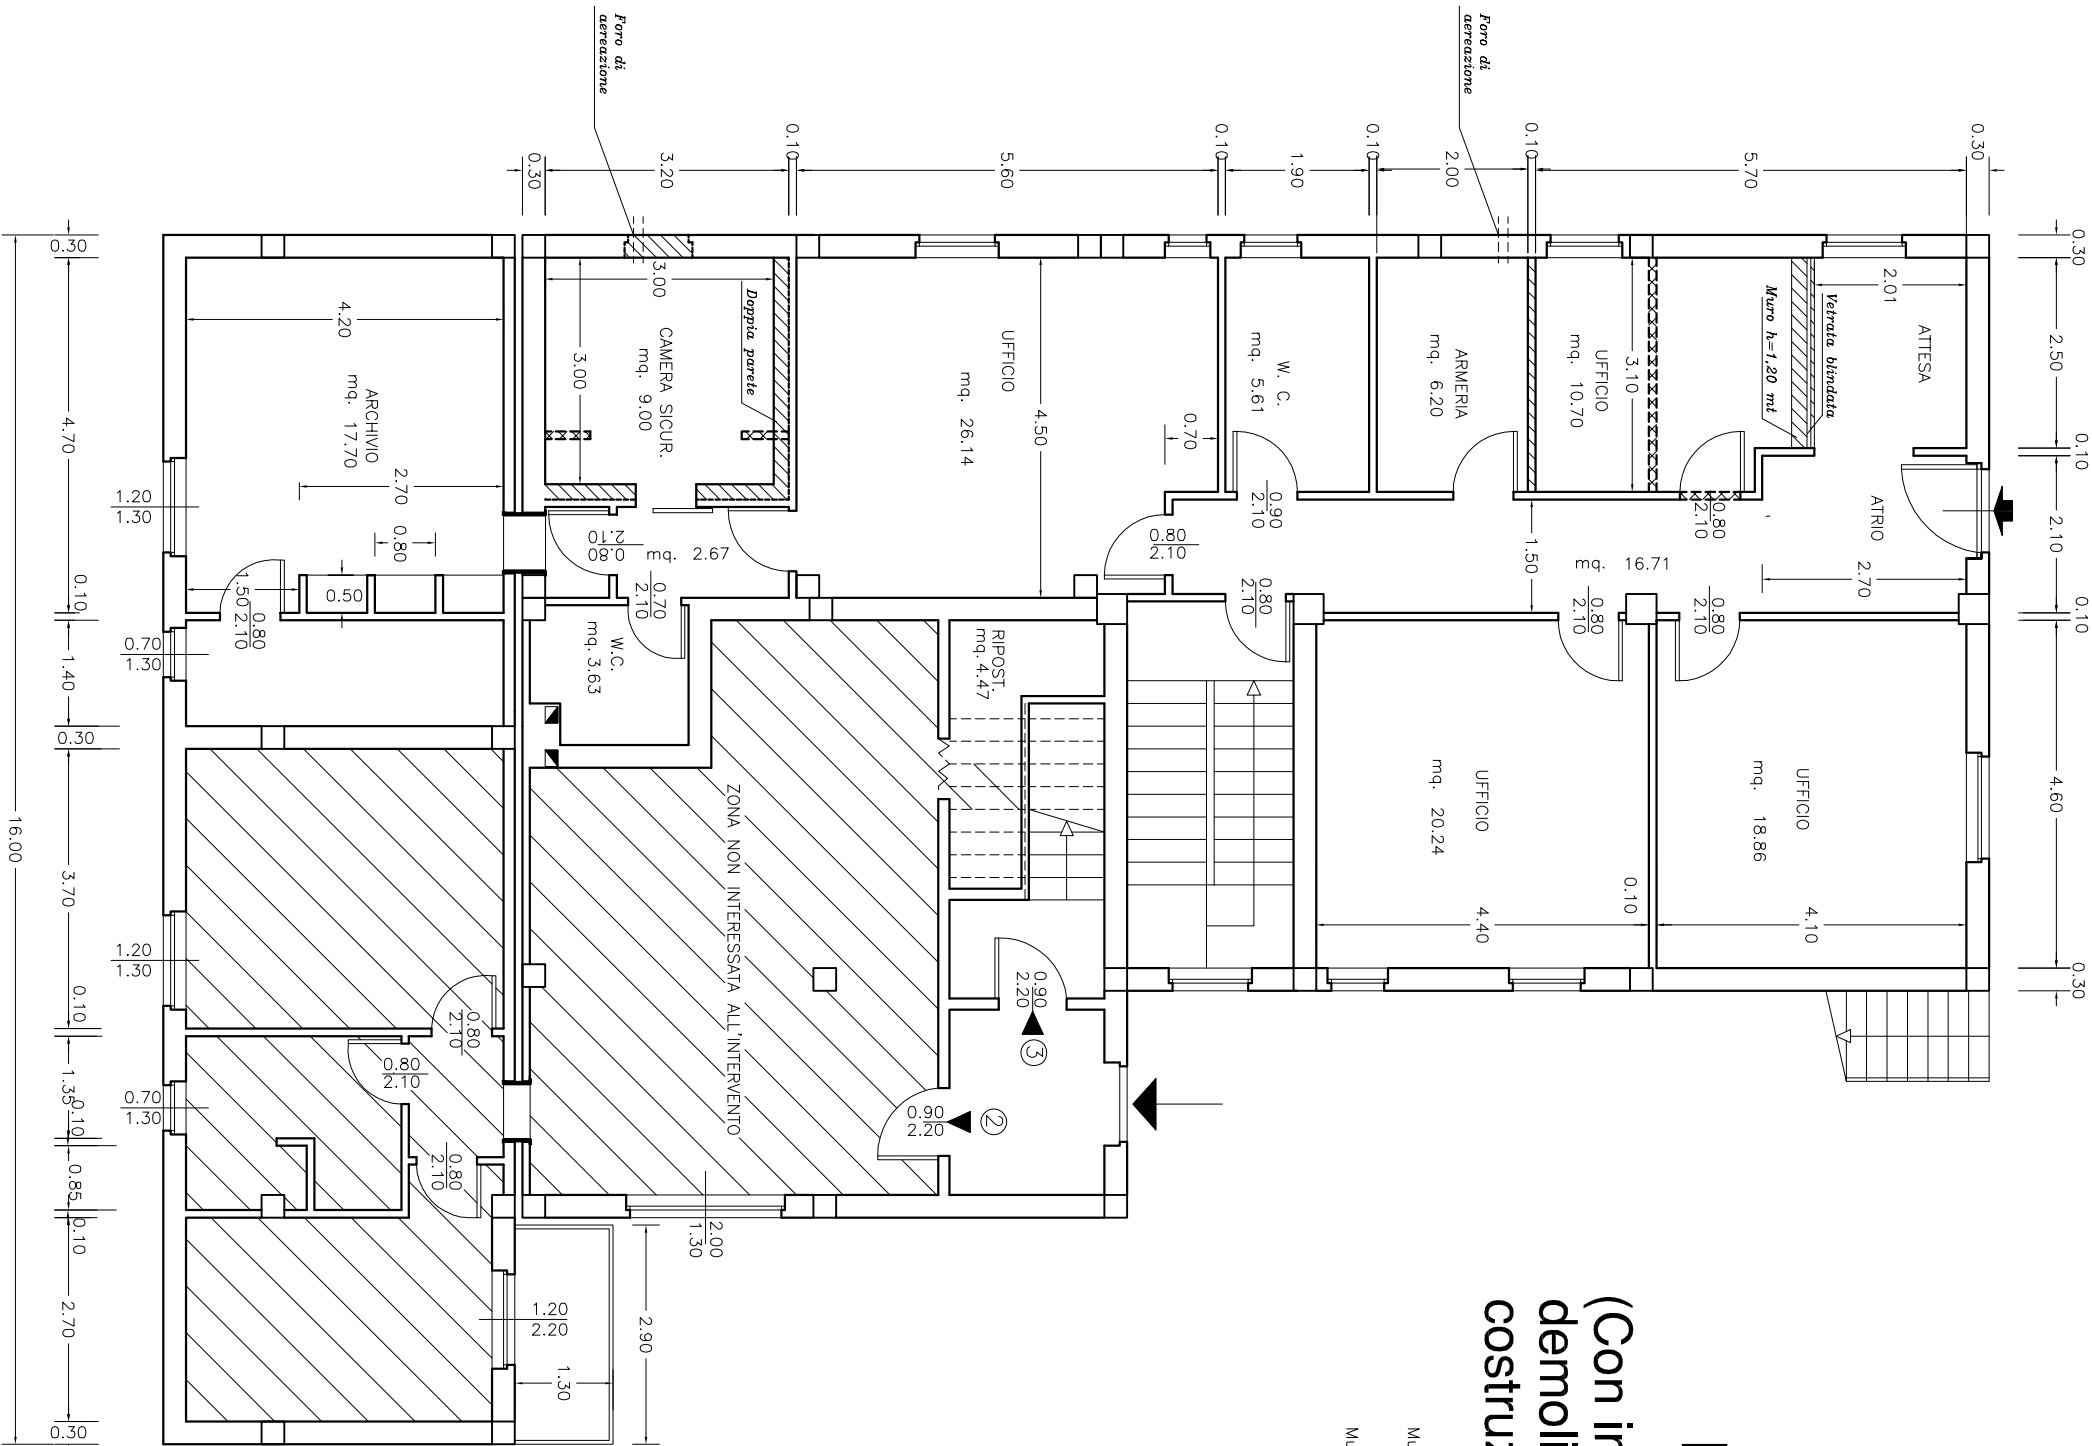 Foro di
aereazione
Foro di
aereazione
0.30
3.20
0.10
5.60
0.10
1.90
0.10
2.00
0.10
5.70
0.30
0.30
2.50
0.10
2.10
0.10
4.60
0.30
ATTESA
2.01
Vetrata blindata
Muro h=1,20 mt
ATRIO
2.70
0.80
2.10
UFFICIO
mq. 10.70
3.10
ARMERIA
mq. 6.20
W. C.
mq. 5.61
0.90
2.10
mq. 16.71
1.50
0.80
2.10
0.80
2.10
0.80
2.10
0.80
2.10
0.70
UFFICIO
mq. 26.14
4.50
Doppia parete
CAMERA SICUR.
mq. 9.00
3.00
3.00
0.80
2.10
mq. 2.67
0.70
2.10
W.C.
mq. 3.63
RIPOST.
mq. 4.47
UFFICIO
mq. 20.24
4.40
0.10
UFFICIO
mq. 18.86
4.10
ARCHIVIO
mq. 17.70
4.20
2.70
0.80
0.50
1.50
0.80
2.10
1.20
1.30
0.70
1.30
1.20
1.30
0.70
1.30
ZONA NON INTERESSATA ALL'INTERVENTO
0.90
2.20
3
0.90
2.20
2
0.80
2.10
0.80
2.10
0.80
2.10
2.00
1.30
1.20
2.20
2.90
1.30
0.30
4.70
0.10
1.40
0.30
3.70
0.10
1.35
0.10
0.85
0.10
2.70
0.30
16.00
(Con in
demoli
costruz
Mu
Mu